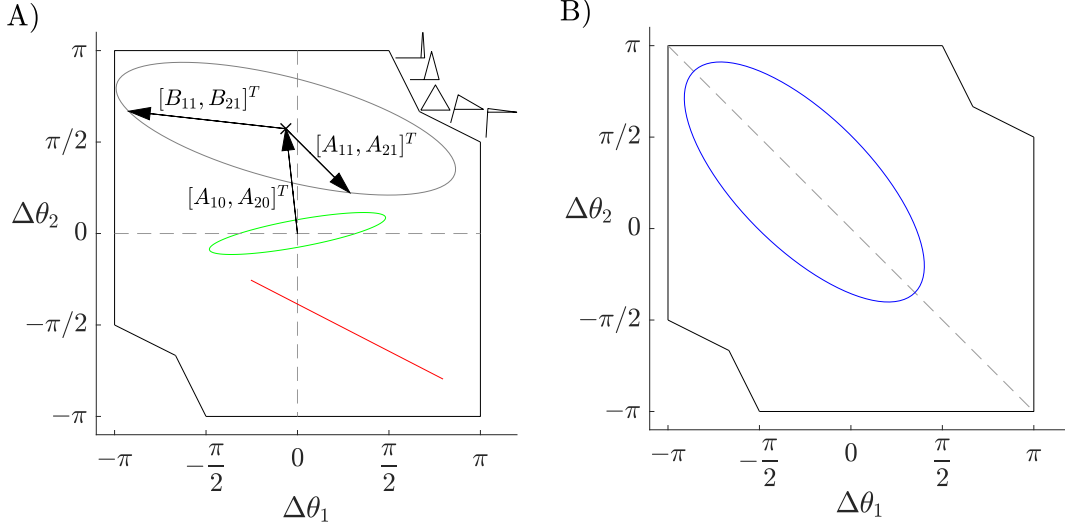 A)
π
π/2
Δθ₂
0
−π/2
−π
[B₁₁, B₂₁]ᵀ
[A₁₁, A₂₁]ᵀ
[A₁₀, A₂₀]ᵀ
−π
−π/2
0
π/2
π
Δθ₁
B)
π
π/2
Δθ₂
0
−π/2
−π
−π
−π/2
0
π/2
π
Δθ₁